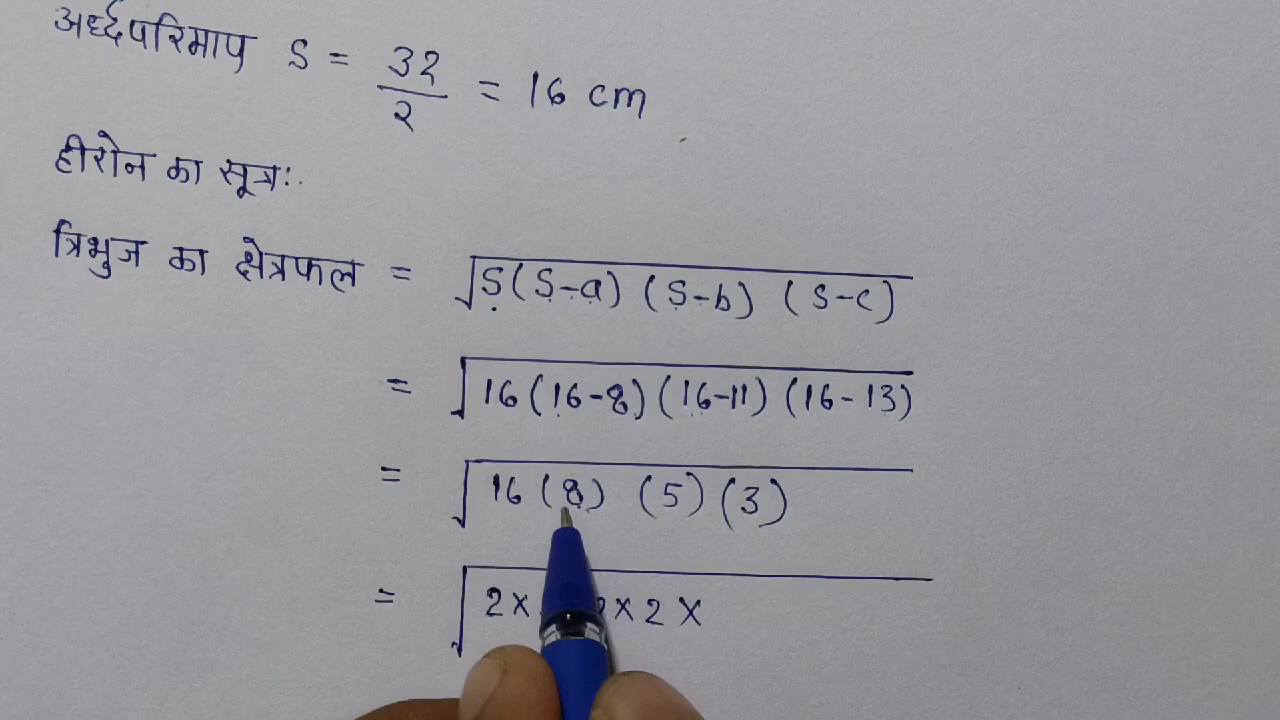 अर्ध्दपरिमाप S = 32/2 = 16 cm
हीरोन का सूत्र:
त्रिभुज का क्षेत्रफल = √S(S-a) (S-b) (S-c)
= √16(16-8)(16-11)(16-13)
= √16(8) (5)(3)
= √2× × 2 ×